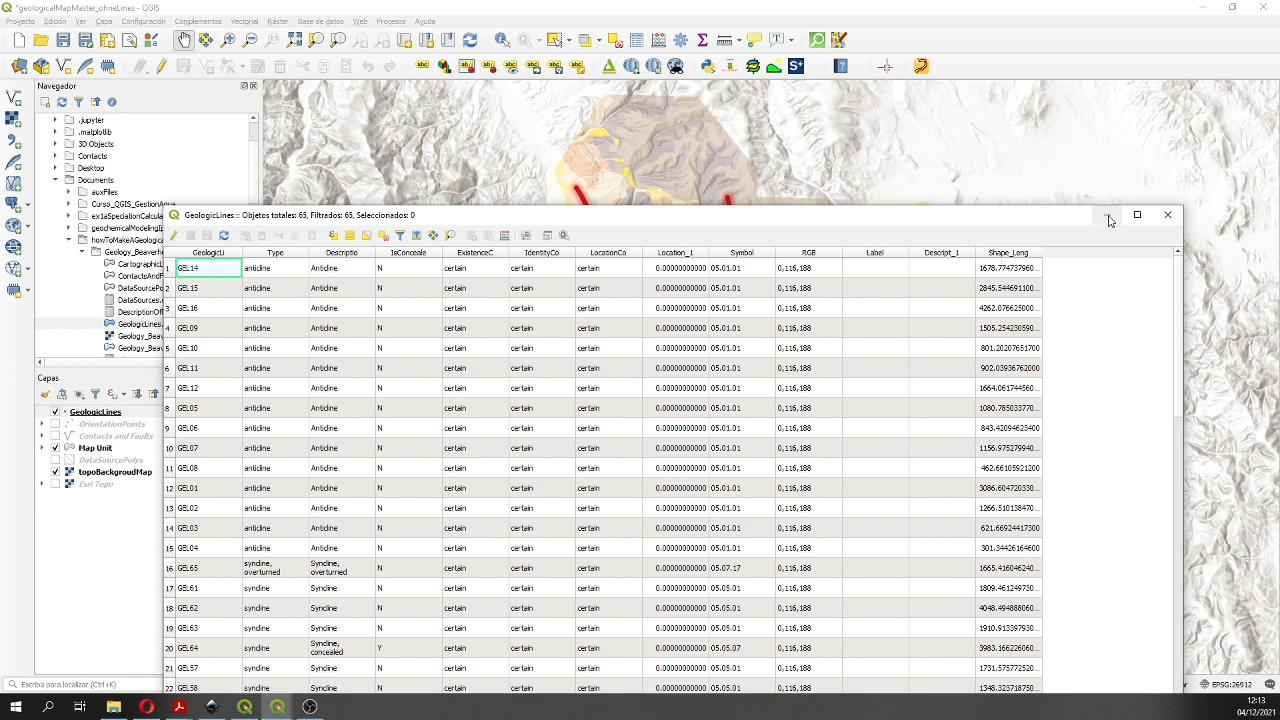 *geologicalMapMaster_ohneLines - QGIS
Proyecto Edición Ver Capa Configuración Complementos Vectorial Ráster Base de datos Web Procesos Ayuda
Navegador
.jupyter
.matplotlib
3D Objects
Contacts
Desktop
Documents
auxFiles
Curso_QGIS_GestionAgua
ex1aSpeciationCalcula
geochemicalModeling[p
howToMakeAGeologica
Geology_Beaverh
Cartographic
ContactsAndF
DataSourcePo
DataSources.
DescriptionOf
GeologicLines.
Geology_Beav
Geology_Beav
Capas
GeologicLines
OrientationPoints
Contacts and Faults
Map Unit
DataSourcePolys
topoBackgroudMap
Esri Topo
GeologicLines :: Objetos totales: 65, Filtrados: 65, Seleccionados: 0
GeologicLi Type Descriptio IsConceale ExistenceC IdentityCo LocationCo Location_1 Symbol RGB Label Descript_1 Shape_Leng
1 GEL14 anticline Anticline N certain certain certain 0.00000000000 05.01.01 0,116,188 1678.774737960...
2 GEL15 anticline Anticline N certain certain certain 0.00000000000 05.01.01 0,116,188 2845.544691100...
3 GEL16 anticline Anticline N certain certain certain 0.00000000000 05.01.01 0,116,188 4262.076625000...
4 GEL09 anticline Anticline N certain certain certain 0.00000000000 05.01.01 0,116,188 1505.254230590...
5 GEL10 anticline Anticline N certain certain certain 0.00000000000 05.01.01 0,116,188 801.20207651700
6 GEL11 anticline Anticline N certain certain certain 0.00000000000 05.01.01 0,116,188 902.03936762000
7 GEL12 anticline Anticline N certain certain certain 0.00000000000 05.01.01 0,116,188 1664.061744560...
8 GEL05 anticline Anticline N certain certain certain 0.00000000000 05.01.01 0,116,188 1080.785033770...
9 GEL06 anticline Anticline N certain certain certain 0.00000000000 05.01.01 0,116,188 843.42094623400
10 GEL07 anticline Anticline N certain certain certain 0.00000000000 05.01.01 0,116,188 1156.975279940...
11 GEL08 anticline Anticline N certain certain certain 0.00000000000 05.01.01 0,116,188 462.66105921200
12 GEL01 anticline Anticline N certain certain certain 0.00000000000 05.01.01 0,116,188 3086.604720330...
13 GEL02 anticline Anticline N certain certain certain 0.00000000000 05.01.01 0,116,188 1266.510138470...
14 GEL03 anticline Anticline N certain certain certain 0.00000000000 05.01.01 0,116,188 621.66924417300
15 GEL04 anticline Anticline N certain certain certain 0.00000000000 05.01.01 0,116,188 301.34426164600
16 GEL65 syncline, overturned Syncline, overturned N certain certain certain 0.00000000000 05.07.17 0,116,188 1665.416046240...
17 GEL61 syncline Syncline N certain certain certain 0.00000000000 05.05.01 0,116,188 1809.461234560...
18 GEL62 syncline Syncline N certain certain certain 0.00000000000 05.05.01 0,116,188 4048.494888060...
19 GEL63 syncline Syncline N certain certain certain 0.00000000000 05.05.01 0,116,188 1910.913397930...
20 GEL64 syncline Syncline, concealed Y certain certain certain 0.00000000000 05.05.07 0,116,188 3983.166226060...
21 GEL57 syncline Syncline N certain certain certain 0.00000000000 05.05.01 0,116,188 1731.575772520...
22 GEL58 syncline Syncline N certain certain certain 0.00000000000 05.05.01 0,116,188 1348.323718750...
Escriba para localizar (Ctrl+K)
EPSG:26912
12:13
04/12/2021